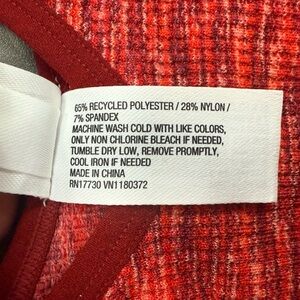 65% RECYCLED POLYESTER / 28% NYLON /
7% SPANDEX
MACHINE WASH COLD WITH LIKE COLORS,
ONLY NON CHLORINE BLEACH IF NEEDED,
TUMBLE DRY LOW, REMOVE PROMPTLY,
COOL IRON IF NEEDED
MADE IN CHINA
RN17730 VN1180372